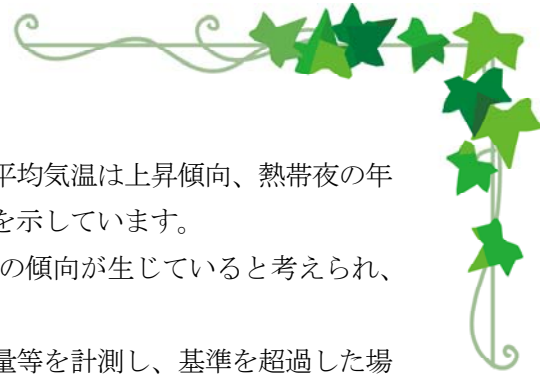 平均気温は上昇傾向、熱帯夜の年
を示しています。
の傾向が生じていると考えられ、
量等を計測し、基準を超過した場